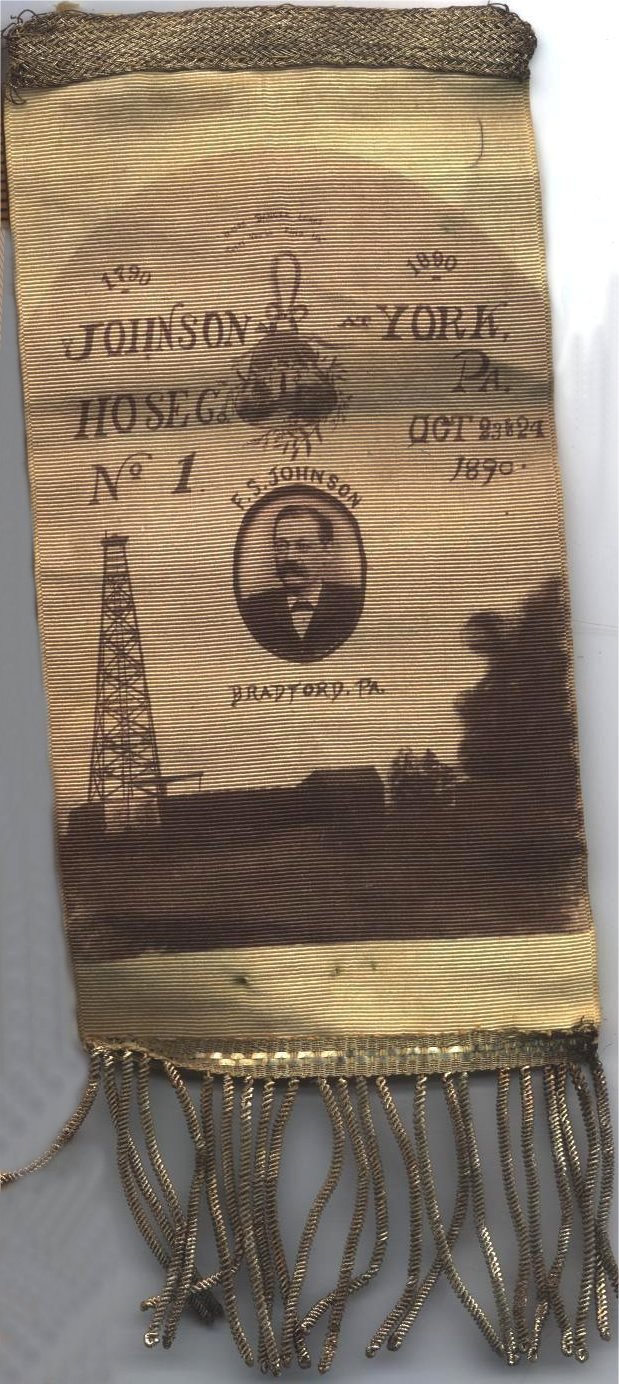 1790
1890
JOHNSON AT YORK,
HOSE Co. PA.
No 1. OCT 23 & 24
1890.
F.S. JOHNSON
BRADFORD, PA.